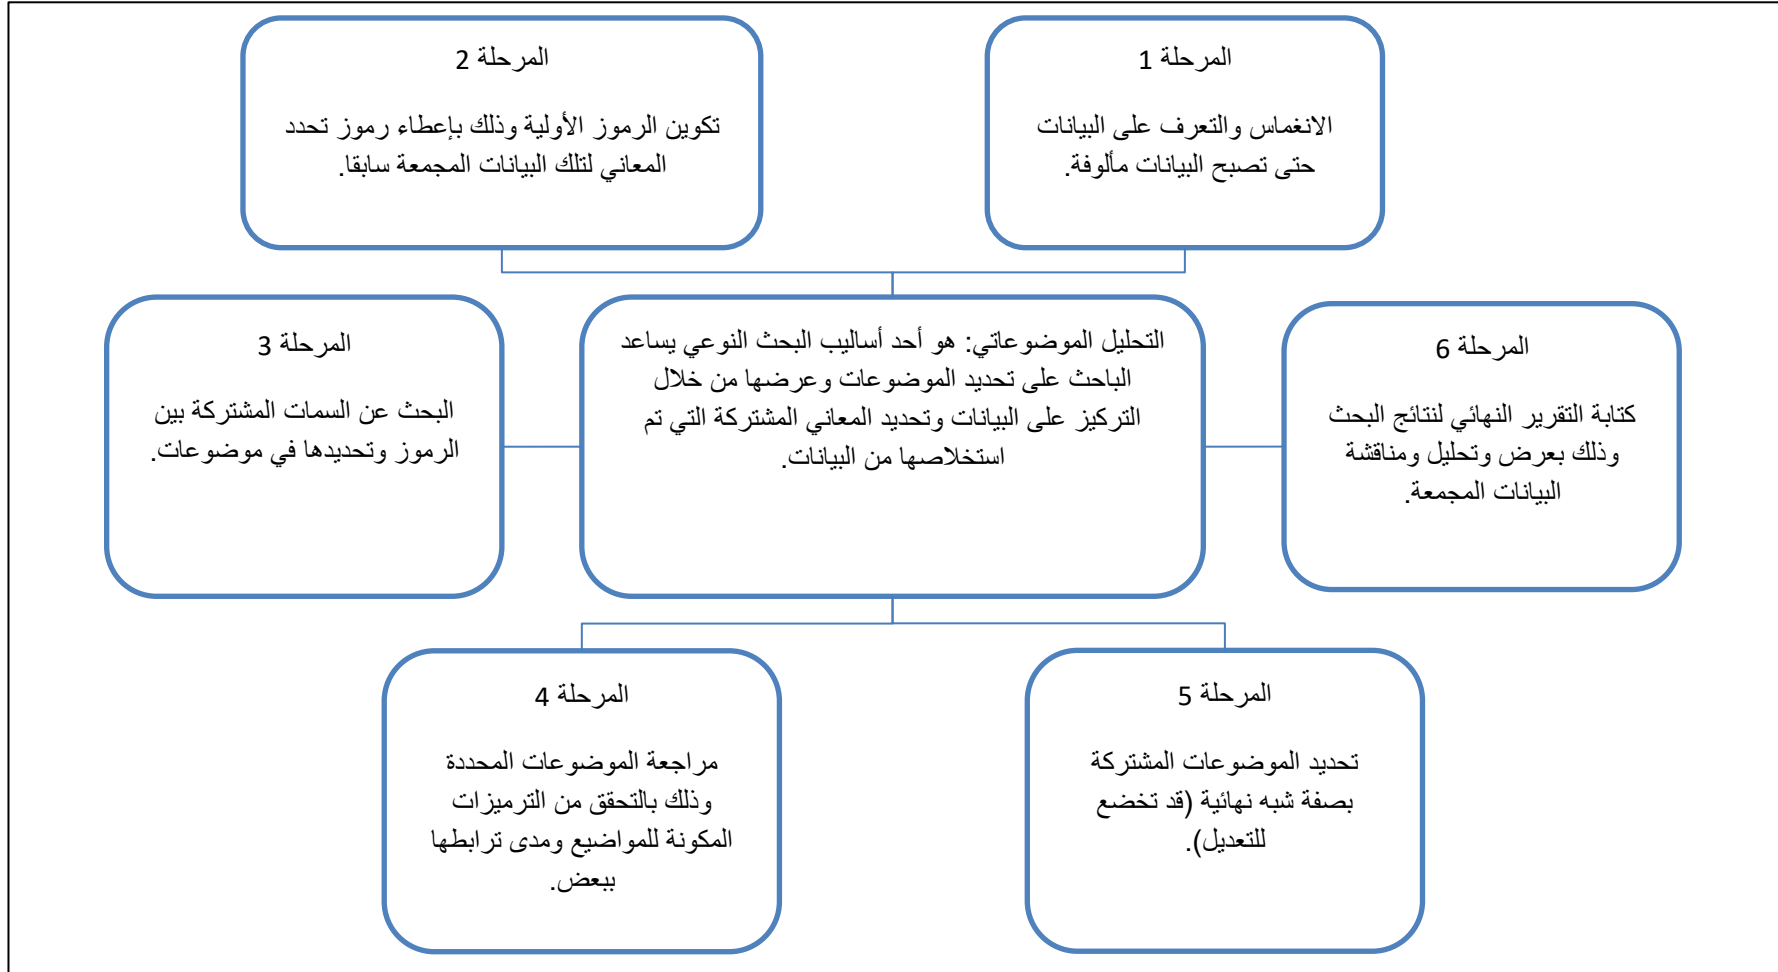 المرحلة 1
الانغماس والتعرف على البيانات
حتى تصبح البيانات مألوفة.
المرحلة 2
تكوين الرموز الأولية وذلك بإعطاء رموز تحدد
المعاني لتلك البيانات المجمعة سابقا.
المرحلة 3
البحث عن السمات المشتركة بين
الرموز وتحديدها في موضوعات.
التحليل الموضوعاتي: هو أحد أساليب البحث النوعي يساعد
الباحث على تحديد الموضوعات وعرضها من خلال
التركيز على البيانات وتحديد المعاني المشتركة التي تم
استخلاصها من البيانات.
المرحلة 6
كتابة التقرير النهائي لنتائج البحث
وذلك بعرض وتحليل ومناقشة
البيانات المجمعة.
المرحلة 4
مراجعة الموضوعات المحددة
وذلك بالتحقق من الترميزات
المكونة للمواضيع ومدى ترابطها
ببعض.
المرحلة 5
تحديد الموضوعات المشتركة
بصفة شبه نهائية (قد تخضع
للتعديل).